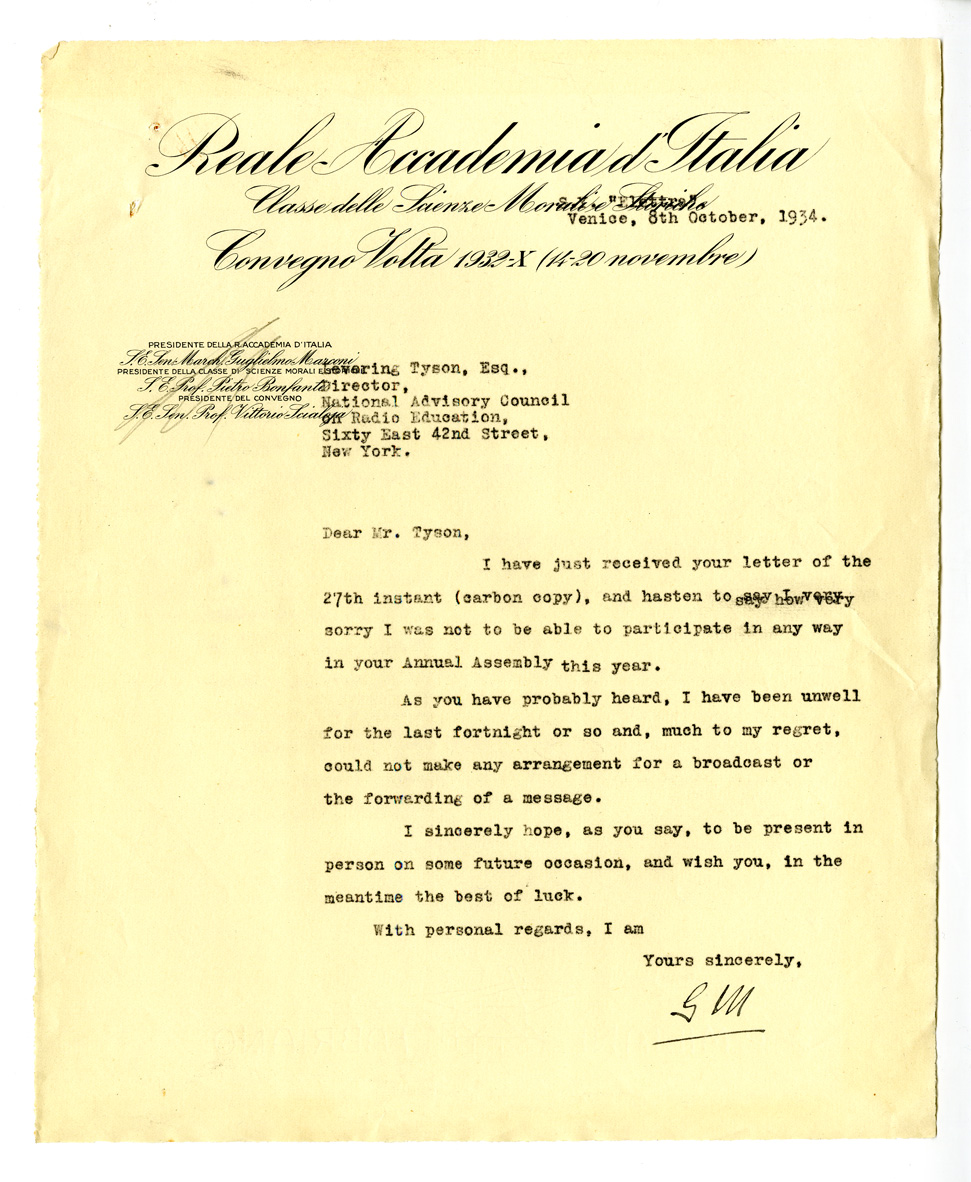 Reale Accademia d'Italia
Classe delle Scienze Morali e Storiche
S.Y. "Elettra"
Venice, 8th October, 1934.
Convegno Volta 1932-X (14-20 novembre)
PRESIDENTE DELLA R. ACCADEMIA D'ITALIA
S. E. Sen. March. Guglielmo Marconi
PRESIDENTE DELLA CLASSE DI SCIENZE MORALI E
S. E. Prof. Pietro Bonfante
PRESIDENTE DEL CONVEGNO
S. E. Sen. Prof. Vittorio Scialoja
Levering Tyson, Esq.,
Director,
National Advisory Council
on Radio Education,
Sixty East 42nd Street,
New York.
Dear Mr. Tyson,
I have just received your letter of the
27th instant (carbon copy), and hasten to say how very
sorry I was not to be able to participate in any way
in your Annual Assembly this year.
As you have probably heard, I have been unwell
for the last fortnight or so and, much to my regret,
could not make any arrangement for a broadcast or
the forwarding of a message.
I sincerely hope, as you say, to be present in
person on some future occasion, and wish you, in the
meantime the best of luck.
With personal regards, I am
Yours sincerely,
G M